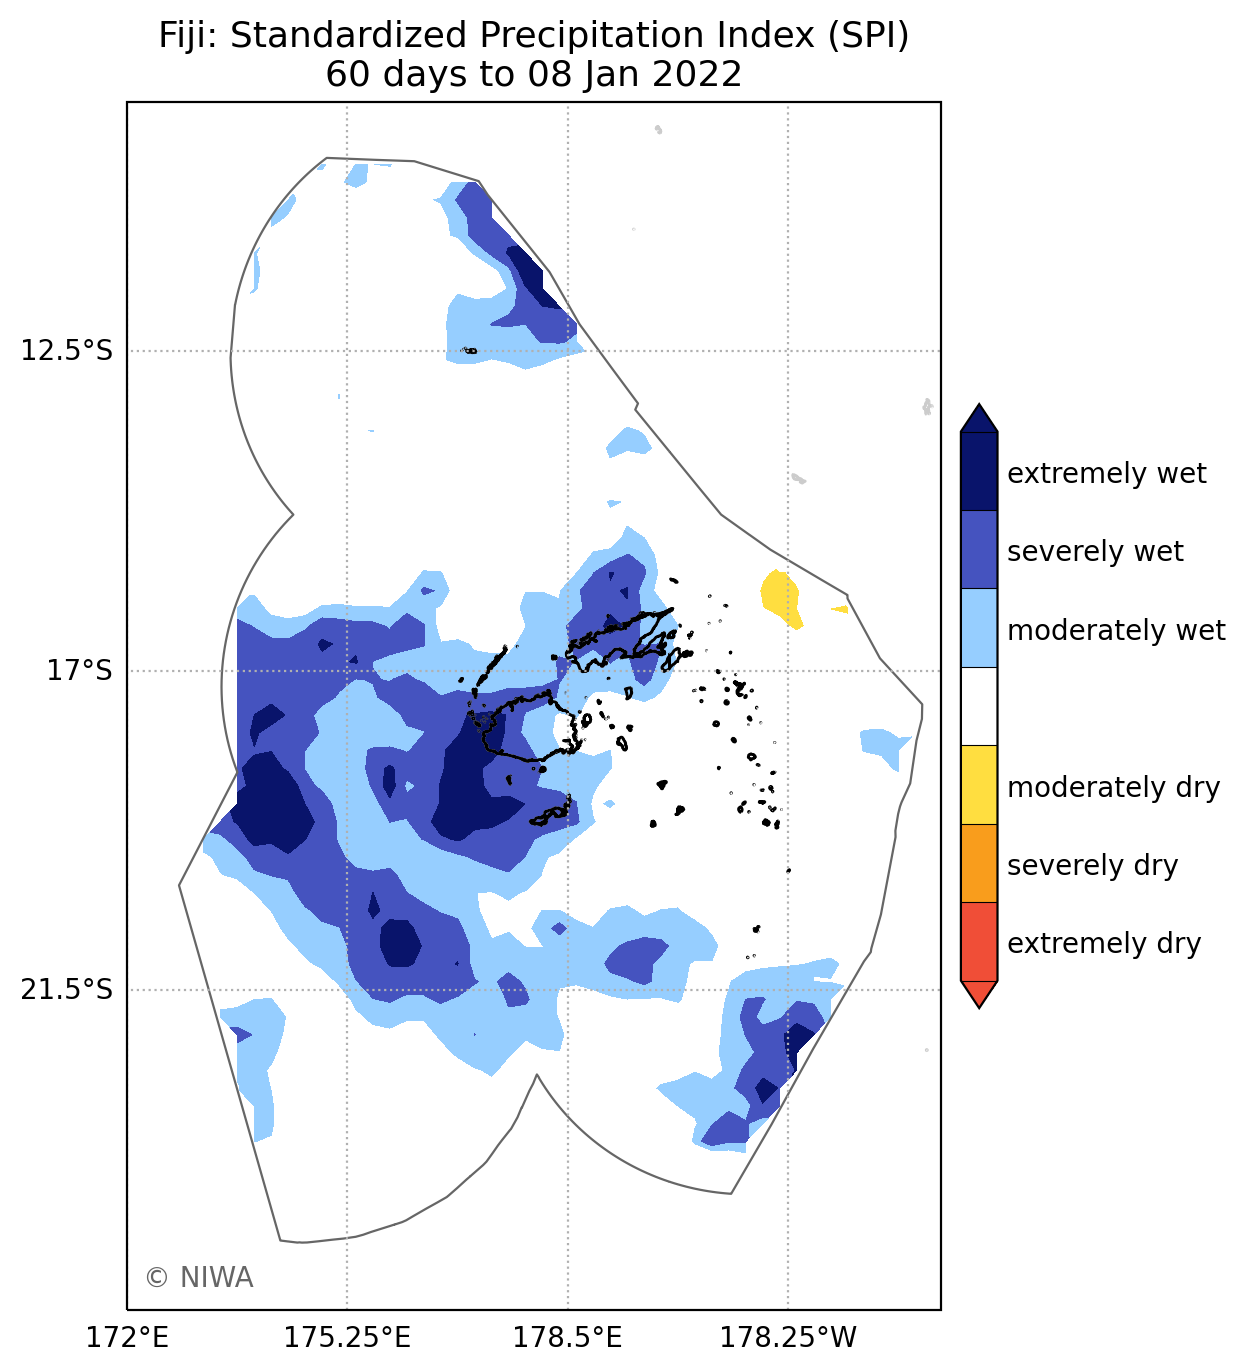 Fiji: Standardized Precipitation Index (SPI)
60 days to 08 Jan 2022
12.5°S
17°S
21.5°S
172°E
175.25°E
178.5°E
178.25°W
extremely wet
severely wet
moderately wet
moderately dry
severely dry
extremely dry
© NIWA